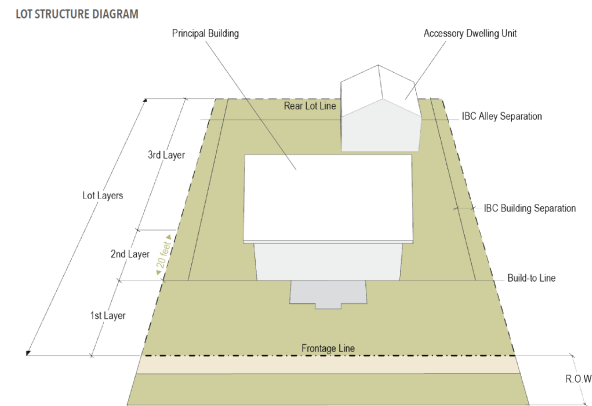 LOT STRUCTURE DIAGRAM
Principal Building
Accessory Dwelling Unit
Rear Lot Line
IBC Alley Separation
3rd Layer
Lot Layers
IBC Building Separation
20 feet
2nd Layer
Build-to Line
1st Layer
Frontage Line
R.O.W